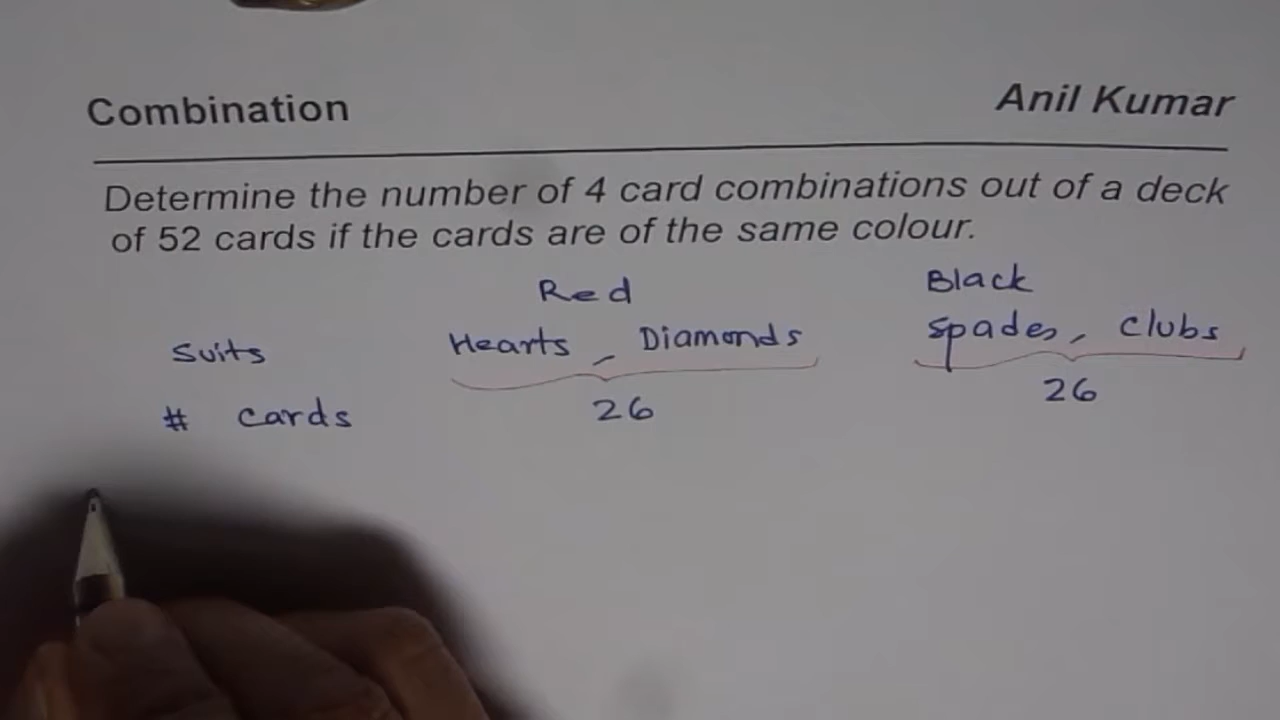 Combination Anil Kumar
Determine the number of 4 card combinations out of a deck
of 52 cards if the cards are of the same colour.
Red Black
Suits Hearts, Diamonds Spades, Clubs
# Cards 26 26